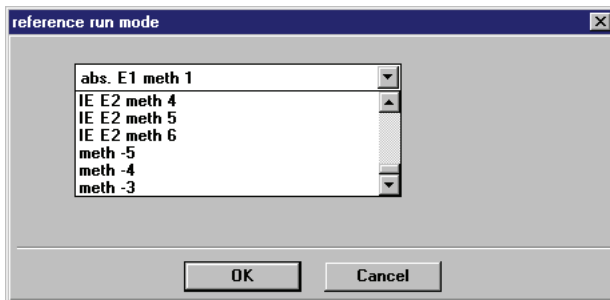 reference run mode
abs. E1 meth 1
IE E2 meth 4
IE E2 meth 5
IE E2 meth 6
meth -5
meth -4
meth -3
OK
Cancel